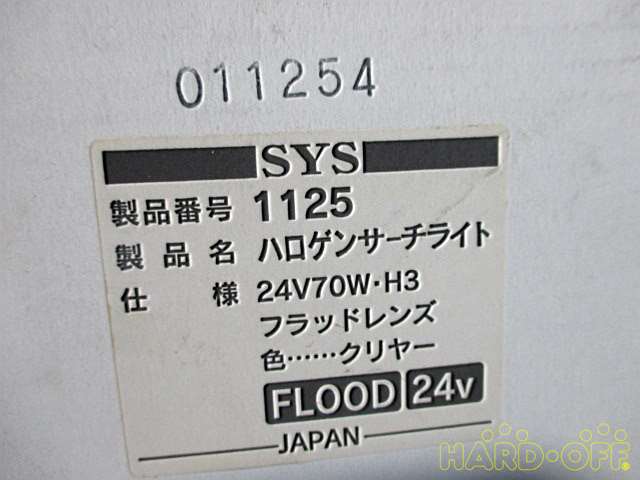 011254
SYS
製品番号 1125
製品名 ハロゲンサーチライト
仕様 24V70W・H3
フラッドレンズ
色……クリヤー
FLOOD 24v
JAPAN
HARD・OFF